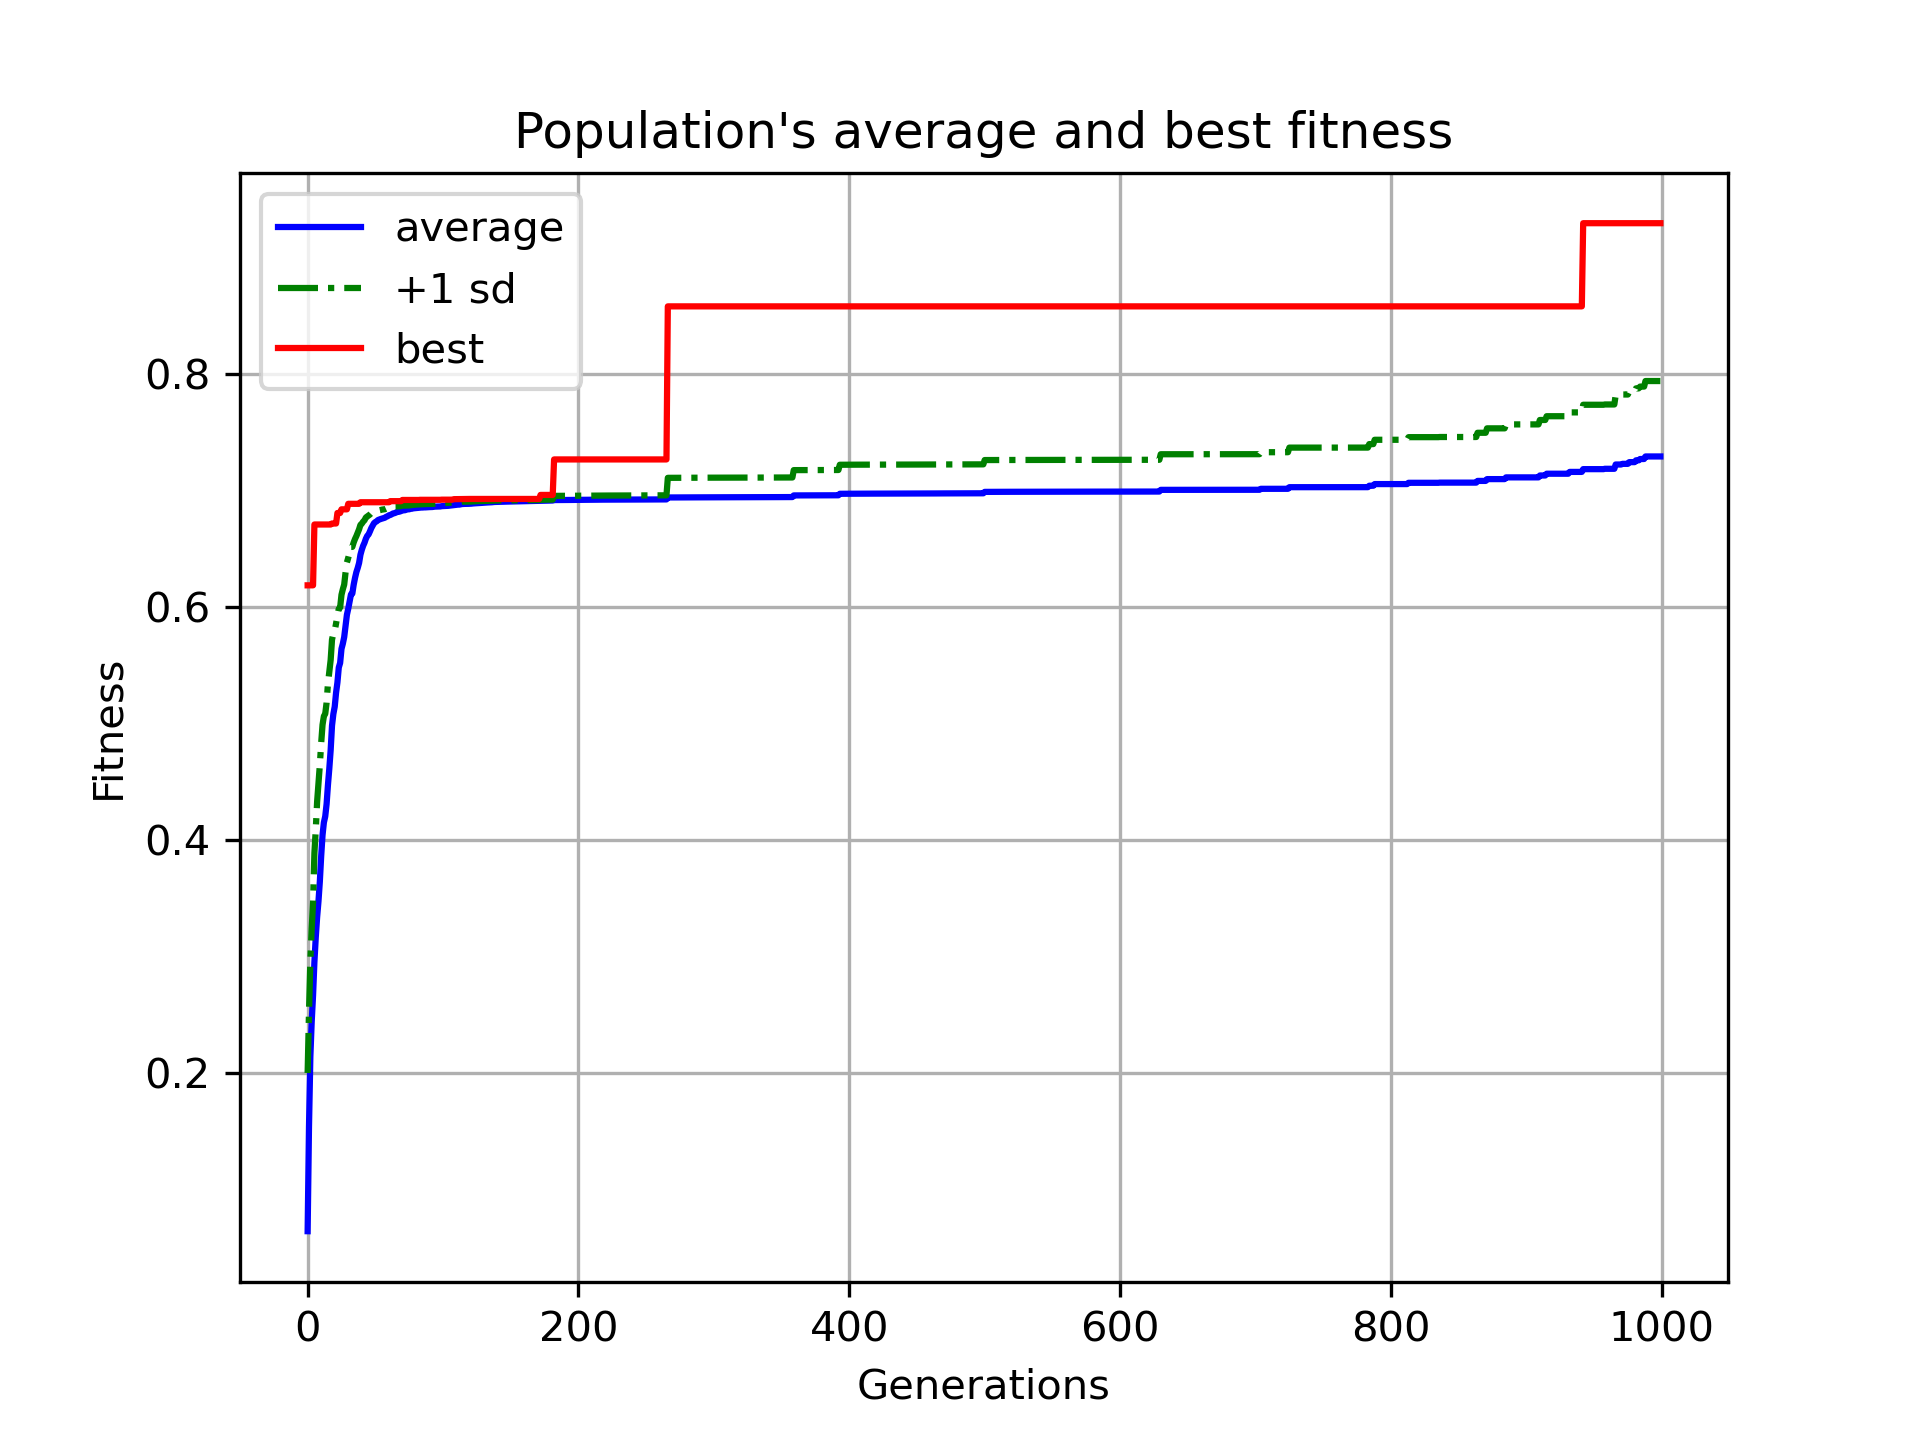 Population's average and best fitness
average
+1 sd
best
0.8
0.6
0.4
0.2
Fitness
0 200 400 600 800 1000
Generations